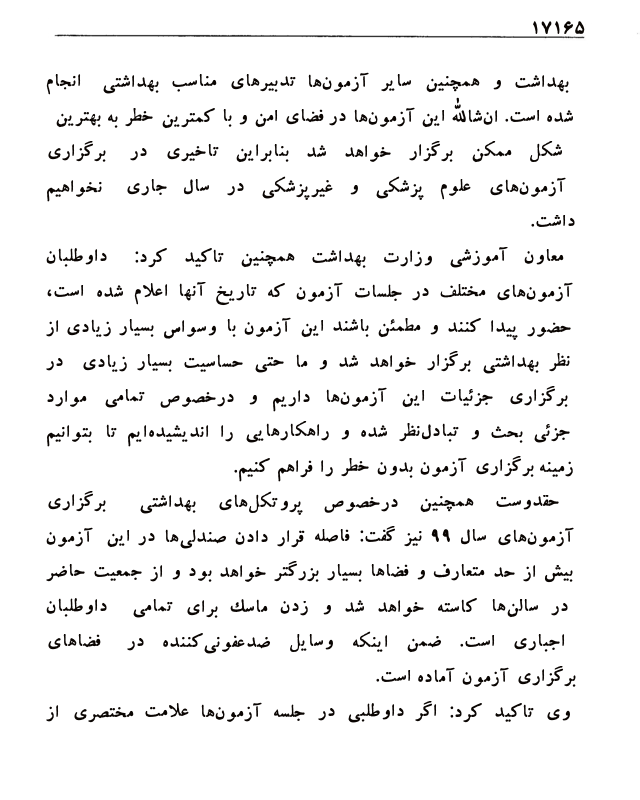 ۱۷۱۶۵
بهداشت و همچنین سایر آزمون‌ها تدبیرهای مناسب بهداشتی انجام
شده است. ان‌شالله این آزمون‌ها در فضای امن و با کمترین خطر به بهترین
شکل ممکن برگزار خواهد شد بنابراین تاخیری در برگزاری
آزمون‌های علوم پزشکی و غیرپزشکی در سال جاری نخواهیم
داشت.
معاون آموزشی وزارت بهداشت همچنین تاکید کرد: داوطلبان
آزمون‌های مختلف در جلسات آزمون که تاریخ آنها اعلام شده است،
حضور پیدا کنند و مطمئن باشند این آزمون با وسواس بسیار زیادی از
نظر بهداشتی برگزار خواهد شد و ما حتی حساسیت بسیار زیادی در
برگزاری جزئیات این آزمون‌ها داریم و درخصوص تمامی موارد
جزئی بحث و تبادل‌نظر شده و راهکارهایی را اندیشیده‌ایم تا بتوانیم
زمینه برگزاری آزمون بدون خطر را فراهم کنیم.
حقدوست همچنین درخصوص پروتکل‌های بهداشتی برگزاری
آزمون‌های سال ۹۹ نیز گفت: فاصله قرار دادن صندلی‌ها در این آزمون
بیش از حد متعارف و فضاها بسیار بزرگتر خواهد بود و از جمعیت حاضر
در سالن‌ها کاسته خواهد شد و زدن ماسك برای تمامی داوطلبان
اجباری است. ضمن اینکه وسایل ضدعفونی‌کننده در فضاهای
برگزاری آزمون آماده است.
وی تاکید کرد: اگر داوطلبی در جلسه آزمون‌ها علامت مختصری از